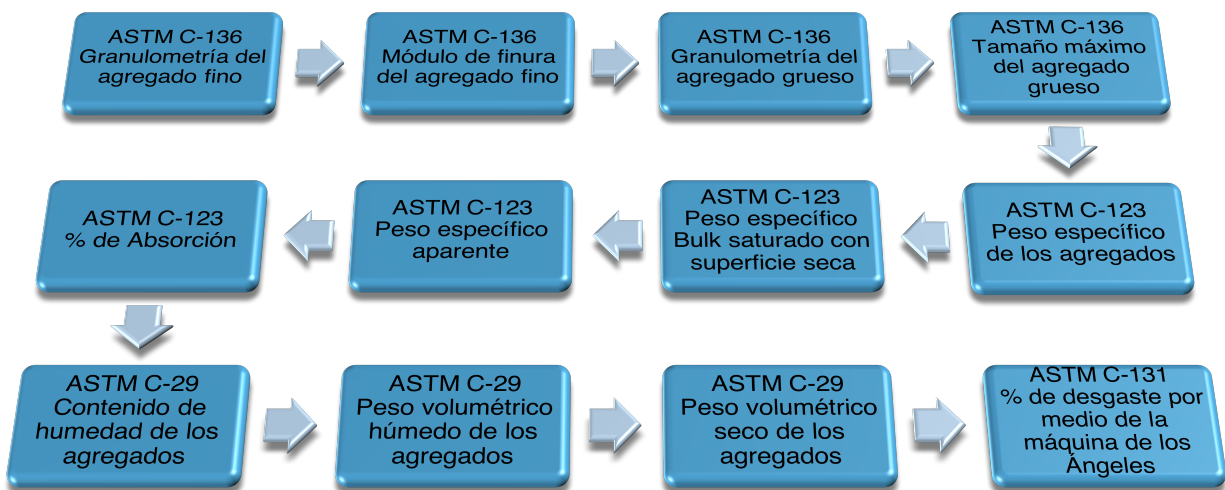 ASTM C-136
Granulometría del
agregado fino
ASTM C-136
Módulo de finura
del agregado fino
ASTM C-136
Granulometría del
agregado grueso
ASTM C-136
Tamaño máximo
del agregado
grueso
ASTM C-123
Peso específico
de los agregados
ASTM C-123
Peso específico
Bulk saturado con
superficie seca
ASTM C-123
Peso específico
aparente
ASTM C-123
% de Absorción
ASTM C-29
Contenido de
humedad de los
agregados
ASTM C-29
Peso volumétrico
húmedo de los
agregados
ASTM C-29
Peso volumétrico
seco de los
agregados
ASTM C-131
% de desgaste por
medio de la
máquina de los
Ángeles